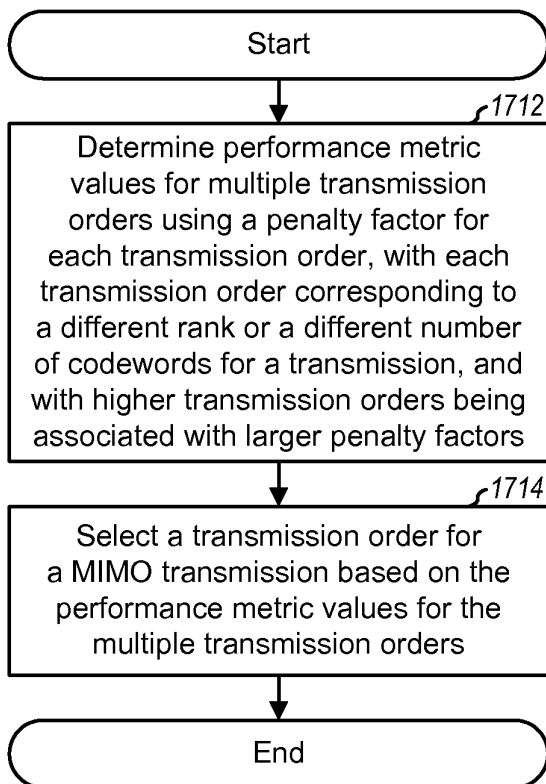 Start
1712
Determine performance metric
values for multiple transmission
orders using a penalty factor for
each transmission order, with each
transmission order corresponding to
a different rank or a different number
of codewords for a transmission, and
with higher transmission orders being
associated with larger penalty factors
1714
Select a transmission order for
a MIMO transmission based on the
performance metric values for the
multiple transmission orders
End